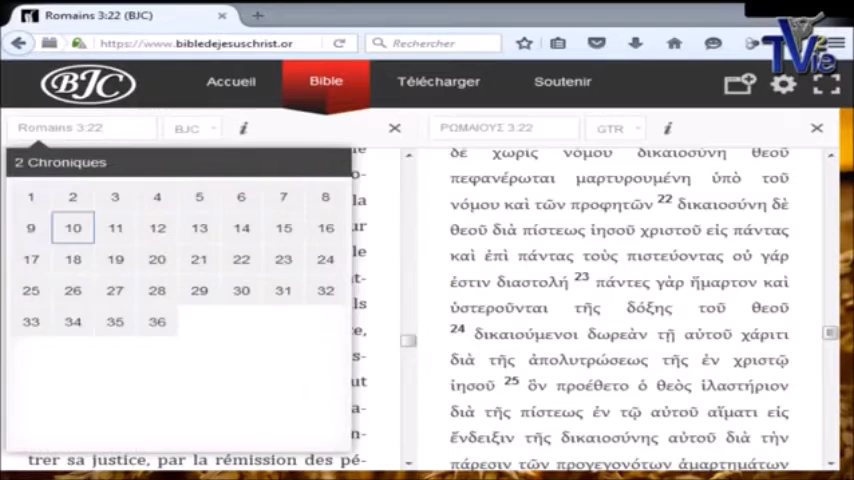 Romains 3:22 (BJC)
https://www.bibledejesuschrist.or
Rechercher
TVie
BJC
Accueil
Bible
Télécharger
Soutenir
Romains 3:22
BJC
ΡΩΜΑΙΟΥΣ 3:22
GTR
2 Chroniques
1 2 3 4 5 6 7 8
9 10 11 12 13 14 15 16
17 18 19 20 21 22 23 24
25 26 27 28 29 30 31 32
33 34 35 36
trer sa justice, par la rémission des pé-
δὲ χωρὶς νόμου δικαιοσύνη θεοῦ
πεφανέρωται μαρτυρουμένη ὑπὸ τοῦ
νόμου καὶ τῶν προφητῶν 22 δικαιοσύνη δὲ
θεοῦ διὰ πίστεως ἰησοῦ χριστοῦ εἰς πάντας
καὶ ἐπὶ πάντας τοὺς πιστεύοντας οὐ γάρ
ἐστιν διαστολή 23 πάντες γὰρ ἥμαρτον καὶ
ὑστεροῦνται τῆς δόξης τοῦ θεοῦ
24 δικαιούμενοι δωρεὰν τῇ αὐτοῦ χάριτι
διὰ τῆς ἀπολυτρώσεως τῆς ἐν χριστῷ
ἰησοῦ 25 ὃν προέθετο ὁ θεὸς ἱλαστήριον
διὰ τῆς πίστεως ἐν τῷ αὐτοῦ αἵματι εἰς
ἔνδειξιν τῆς δικαιοσύνης αὐτοῦ διὰ τὴν
πάρεσιν τῶν προγεγονότων ἁμαρτημάτων